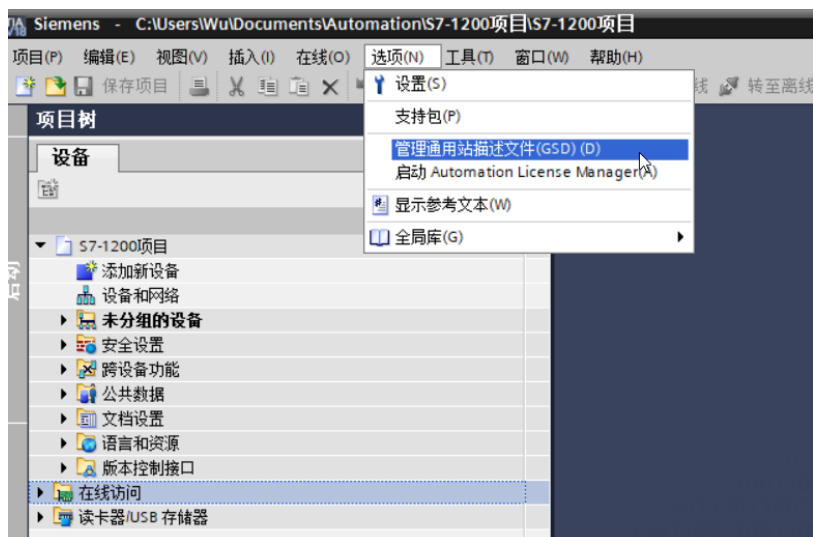 Siemens - C:\Users\Wu\Documents\Automation\S7-1200项目\S7-1200项目
项目(P) 编辑(E) 视图(V) 插入(I) 在线(O) 选项(N) 工具(T) 窗口(W) 帮助(H)
保存项目 转至离线
设置(S)
支持包(P)
管理通用站描述文件(GSD) (D)
启动 Automation License Manager(A)
显示参考文本(W)
全局库(G)
项目树
设备
S7-1200项目
添加新设备
设备和网络
未分组的设备
安全设置
跨设备功能
公共数据
文档设置
语言和资源
版本控制接口
在线访问
读卡器/USB 存储器
启动